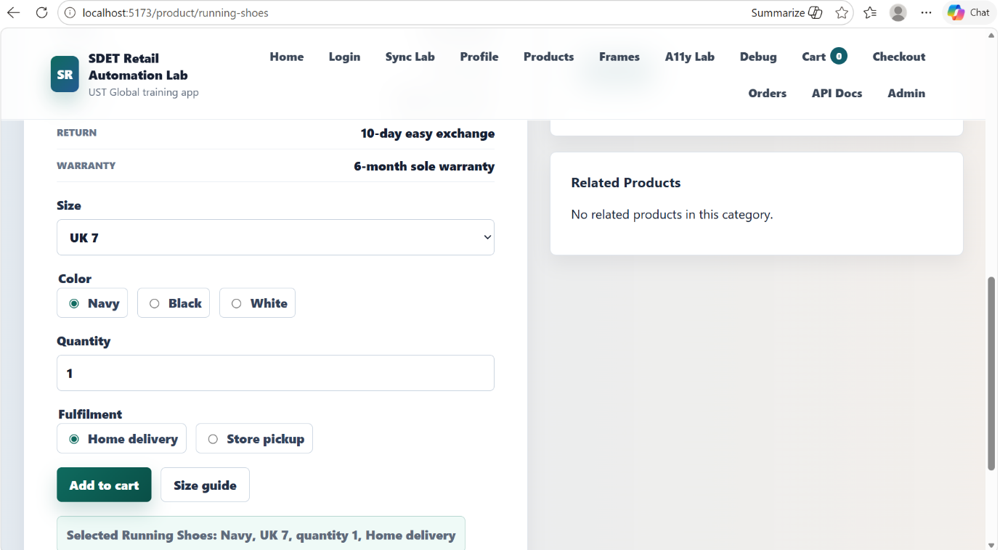 localhost:5173/product/running-shoes
Summarize
Chat
SR
SDET Retail
Automation Lab
UST Global training app
Home
Login
Sync Lab
Profile
Products
Frames
A11y Lab
Debug
Cart 0
Checkout
Orders
API Docs
Admin
RETURN
10-day easy exchange
WARRANTY
6-month sole warranty
Size
UK 7
Color
Navy
Black
White
Quantity
1
Fulfilment
Home delivery
Store pickup
Add to cart
Size guide
Selected Running Shoes: Navy, UK 7, quantity 1, Home delivery
Related Products
No related products in this category.